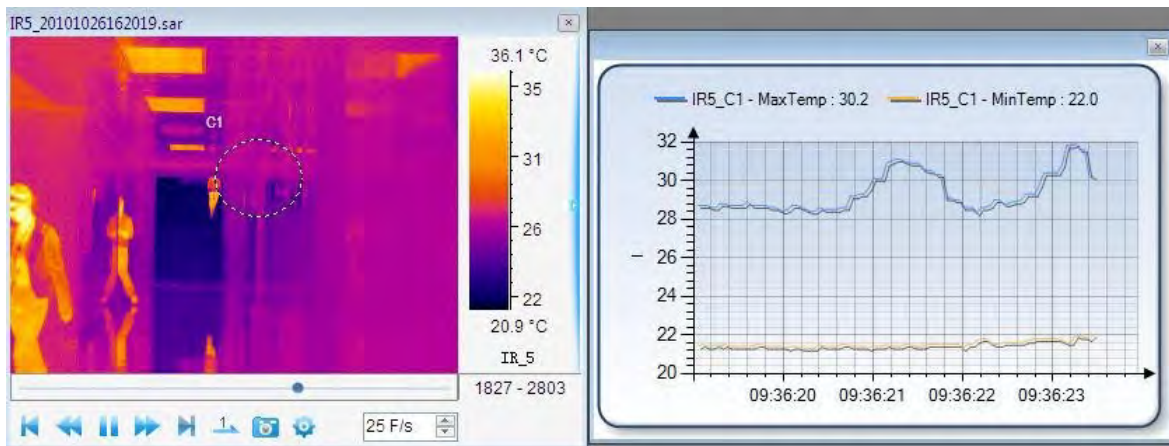 IR5_20101026162019.sar
36.1 °C
35
31
26
22
20.9 °C
IR_5
C1
1827 - 2803
1
25 F/s
IR5_C1 - MaxTemp : 30.2 IR5_C1 - MinTemp : 22.0
32
30
28
26
24
22
20
09:36:20 09:36:21 09:36:22 09:36:23